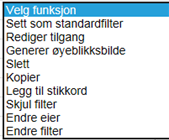 Velg funksjon
Sett som standardfilter
Rediger tilgang
Generer øyeblikksbilde
Slett
Kopier
Legg til stikkord
Skjul filter
Endre eier
Endre filter